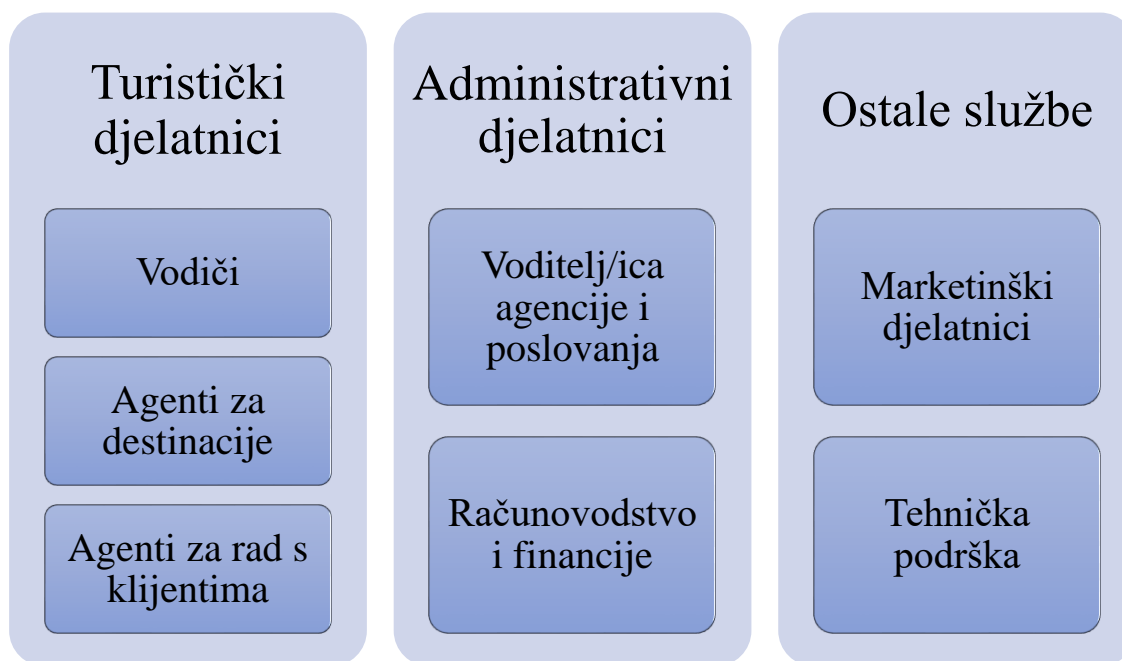 Turistički
djelatnici
Vodiči
Agenti za
destinacije
Agenti za rad s
klijentima
Administrativni
djelatnici
Voditelj/ica
agencije i
poslovanja
Računovodstvo
i financije
Ostale službe
Marketinški
djelatnici
Tehnička
podrška